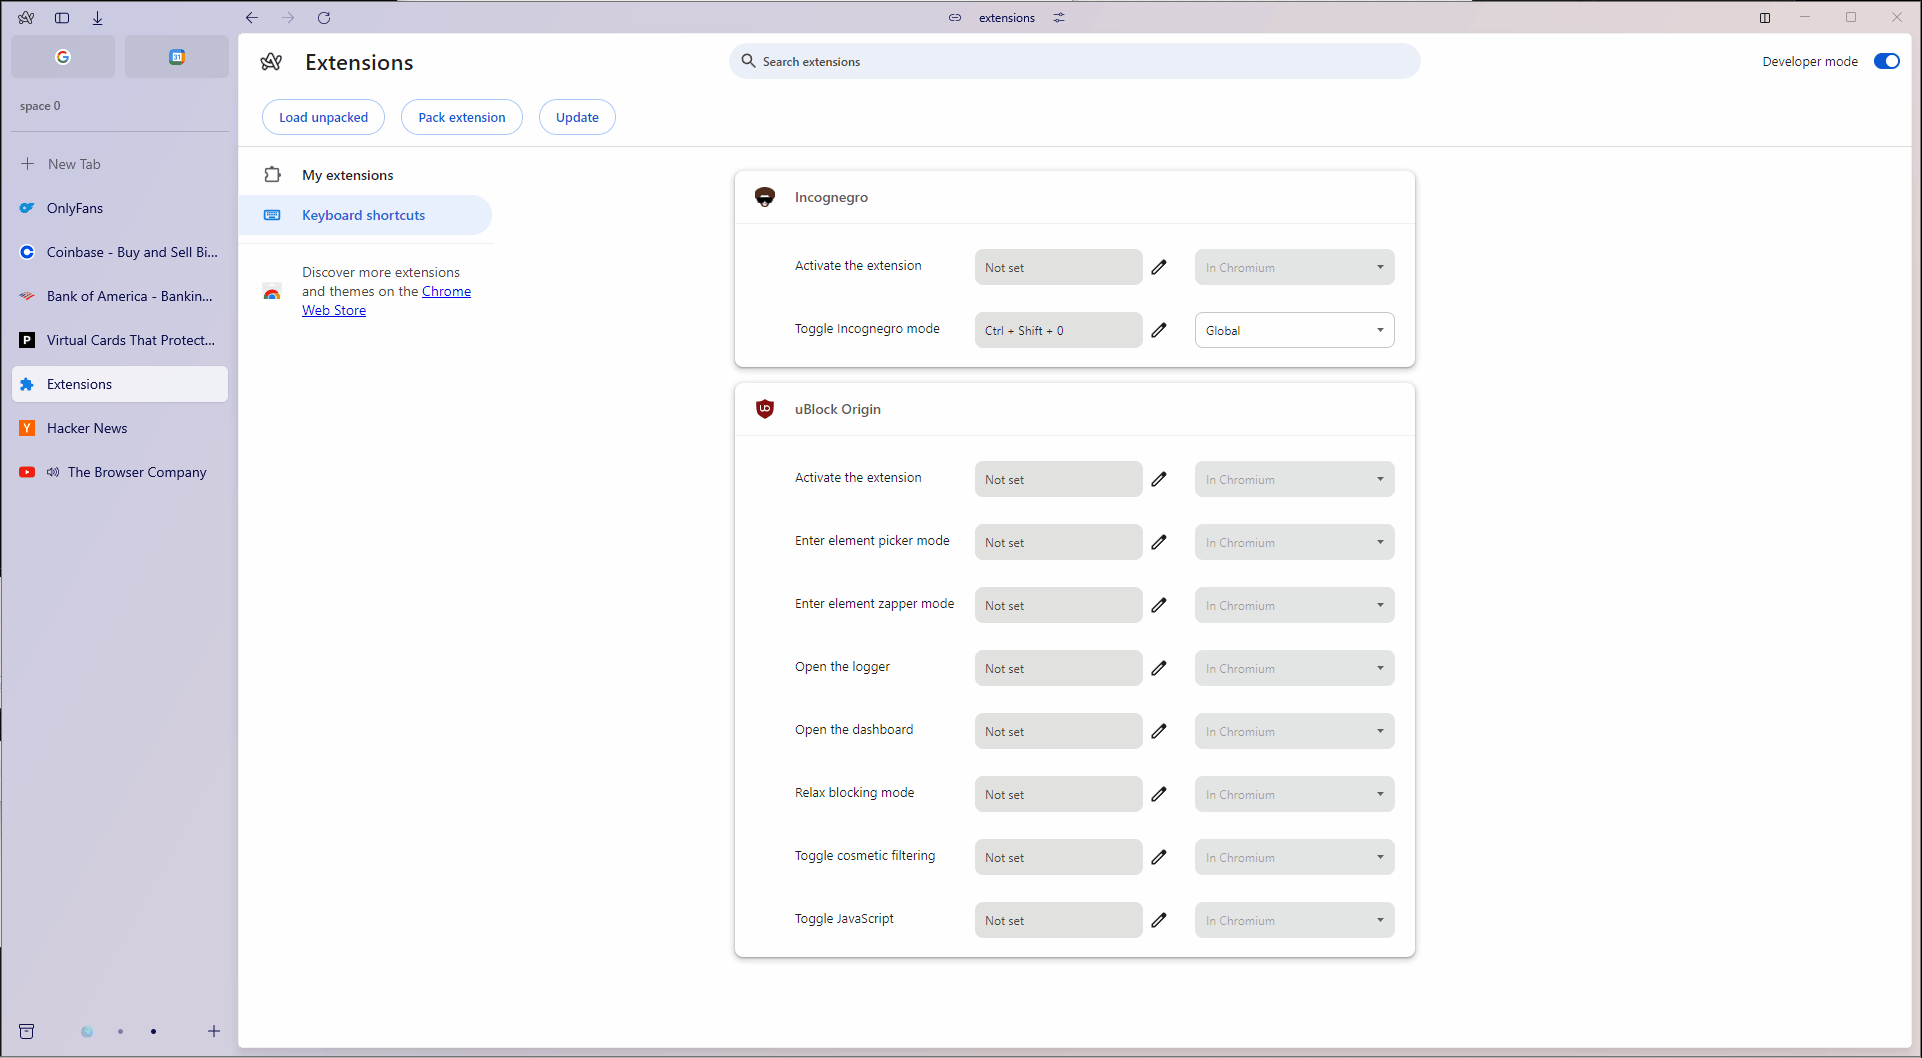 extensions
space 0
New Tab
OnlyFans
Coinbase - Buy and Sell Bi...
Bank of America - Bankin...
P Virtual Cards That Protect...
Extensions
Y Hacker News
The Browser Company
Extensions
Search extensions
Developer mode
Load unpacked
Pack extension
Update
My extensions
Keyboard shortcuts
Discover more extensions
and themes on the Chrome
Web Store
Incognegro
Activate the extension Not set In Chromium
Toggle Incognegro mode Ctrl + Shift + 0 Global
uBlock Origin
Activate the extension Not set In Chromium
Enter element picker mode Not set In Chromium
Enter element zapper mode Not set In Chromium
Open the logger Not set In Chromium
Open the dashboard Not set In Chromium
Relax blocking mode Not set In Chromium
Toggle cosmetic filtering Not set In Chromium
Toggle JavaScript Not set In Chromium